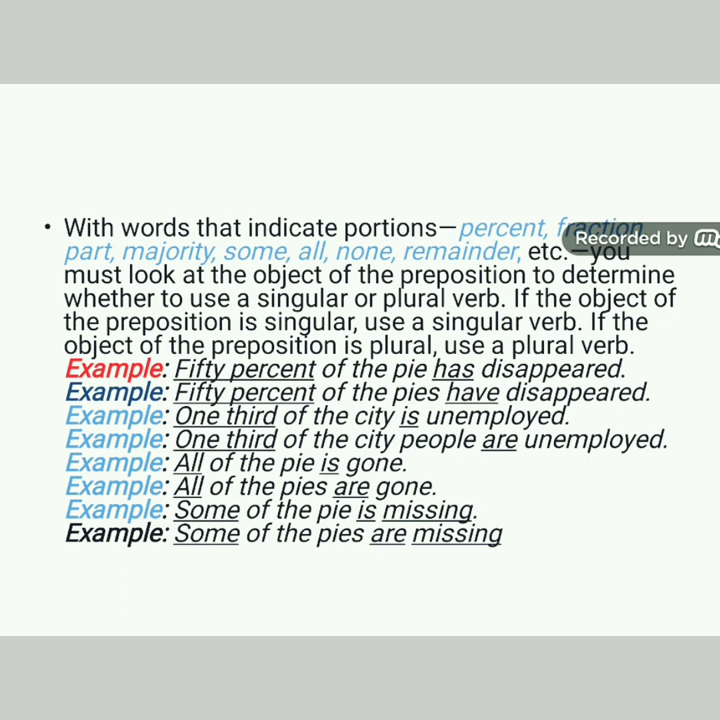 • With words that indicate portions—percent, fraction
Recorded by
part, majority, some, all, none, remainder, etc.—you
must look at the object of the preposition to determine
whether to use a singular or plural verb. If the object of
the preposition is singular, use a singular verb. If the
object of the preposition is plural, use a plural verb.
Example: Fifty percent of the pie has disappeared.
Example: Fifty percent of the pies have disappeared.
Example: One third of the city is unemployed.
Example: One third of the city people are unemployed.
Example: All of the pie is gone.
Example: All of the pies are gone.
Example: Some of the pie is missing.
Example: Some of the pies are missing